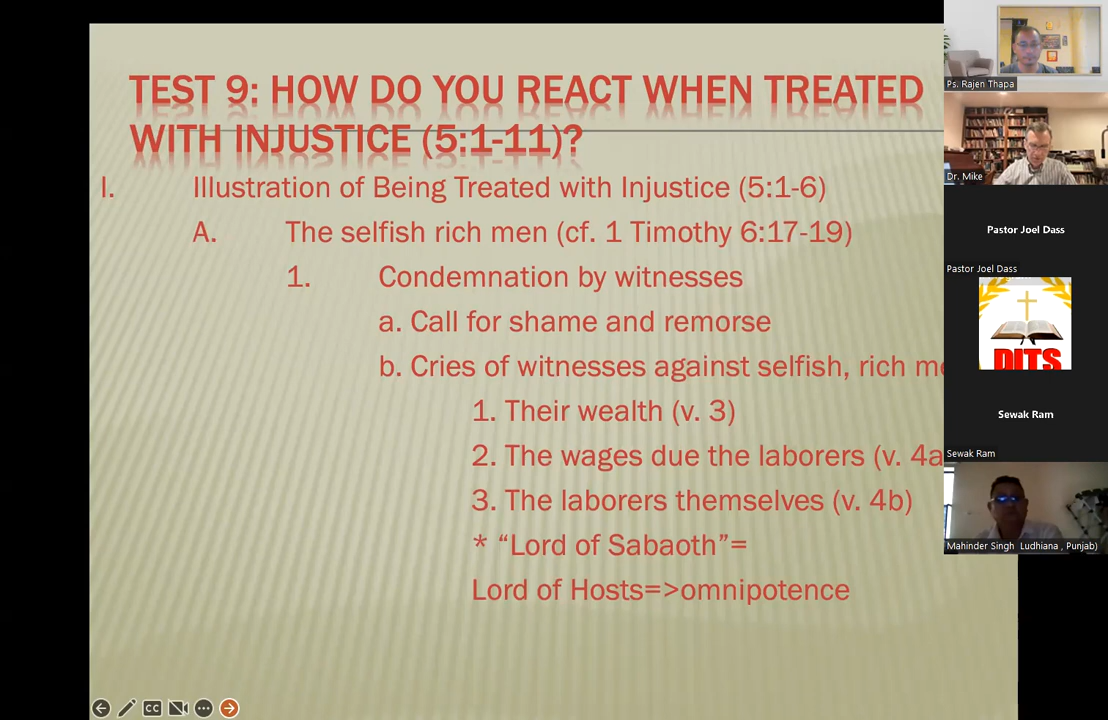 TEST 9: HOW DO YOU REACT WHEN TREATED
WITH INJUSTICE (5:1-11)?
I. Illustration of Being Treated with Injustice (5:1-6)
A. The selfish rich men (cf. 1 Timothy 6:17-19)
1. Condemnation by witnesses
a. Call for shame and remorse
b. Cries of witnesses against selfish, rich
1. Their wealth (v. 3)
2. The wages due the laborers (v. 4a
3. The laborers themselves (v. 4b)
* “Lord of Sabaoth”=
Lord of Hosts=>omnipotence
CC
Ps. Rajen Thapa
Dr. Mike
Pastor Joel Dass
Pastor Joel Dass
DITS
Sewak Ram
Sewak Ram
Mahinder Singh Ludhiana , Punjab)